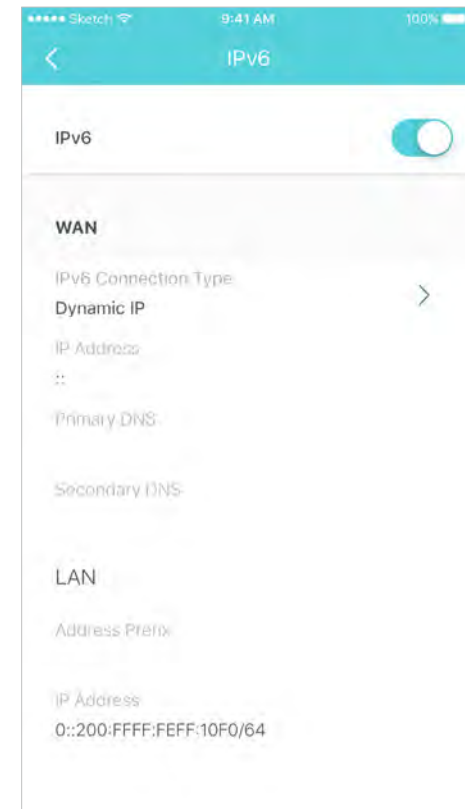 Sketch 9:41 AM 100%
IPv6
IPv6
WAN
IPv6 Connection Type
Dynamic IP
IP Address
::
Primary DNS
Secondary DNS
LAN
Address Prefix
IP Address
0::200:FFFF:FEFF:10F0/64